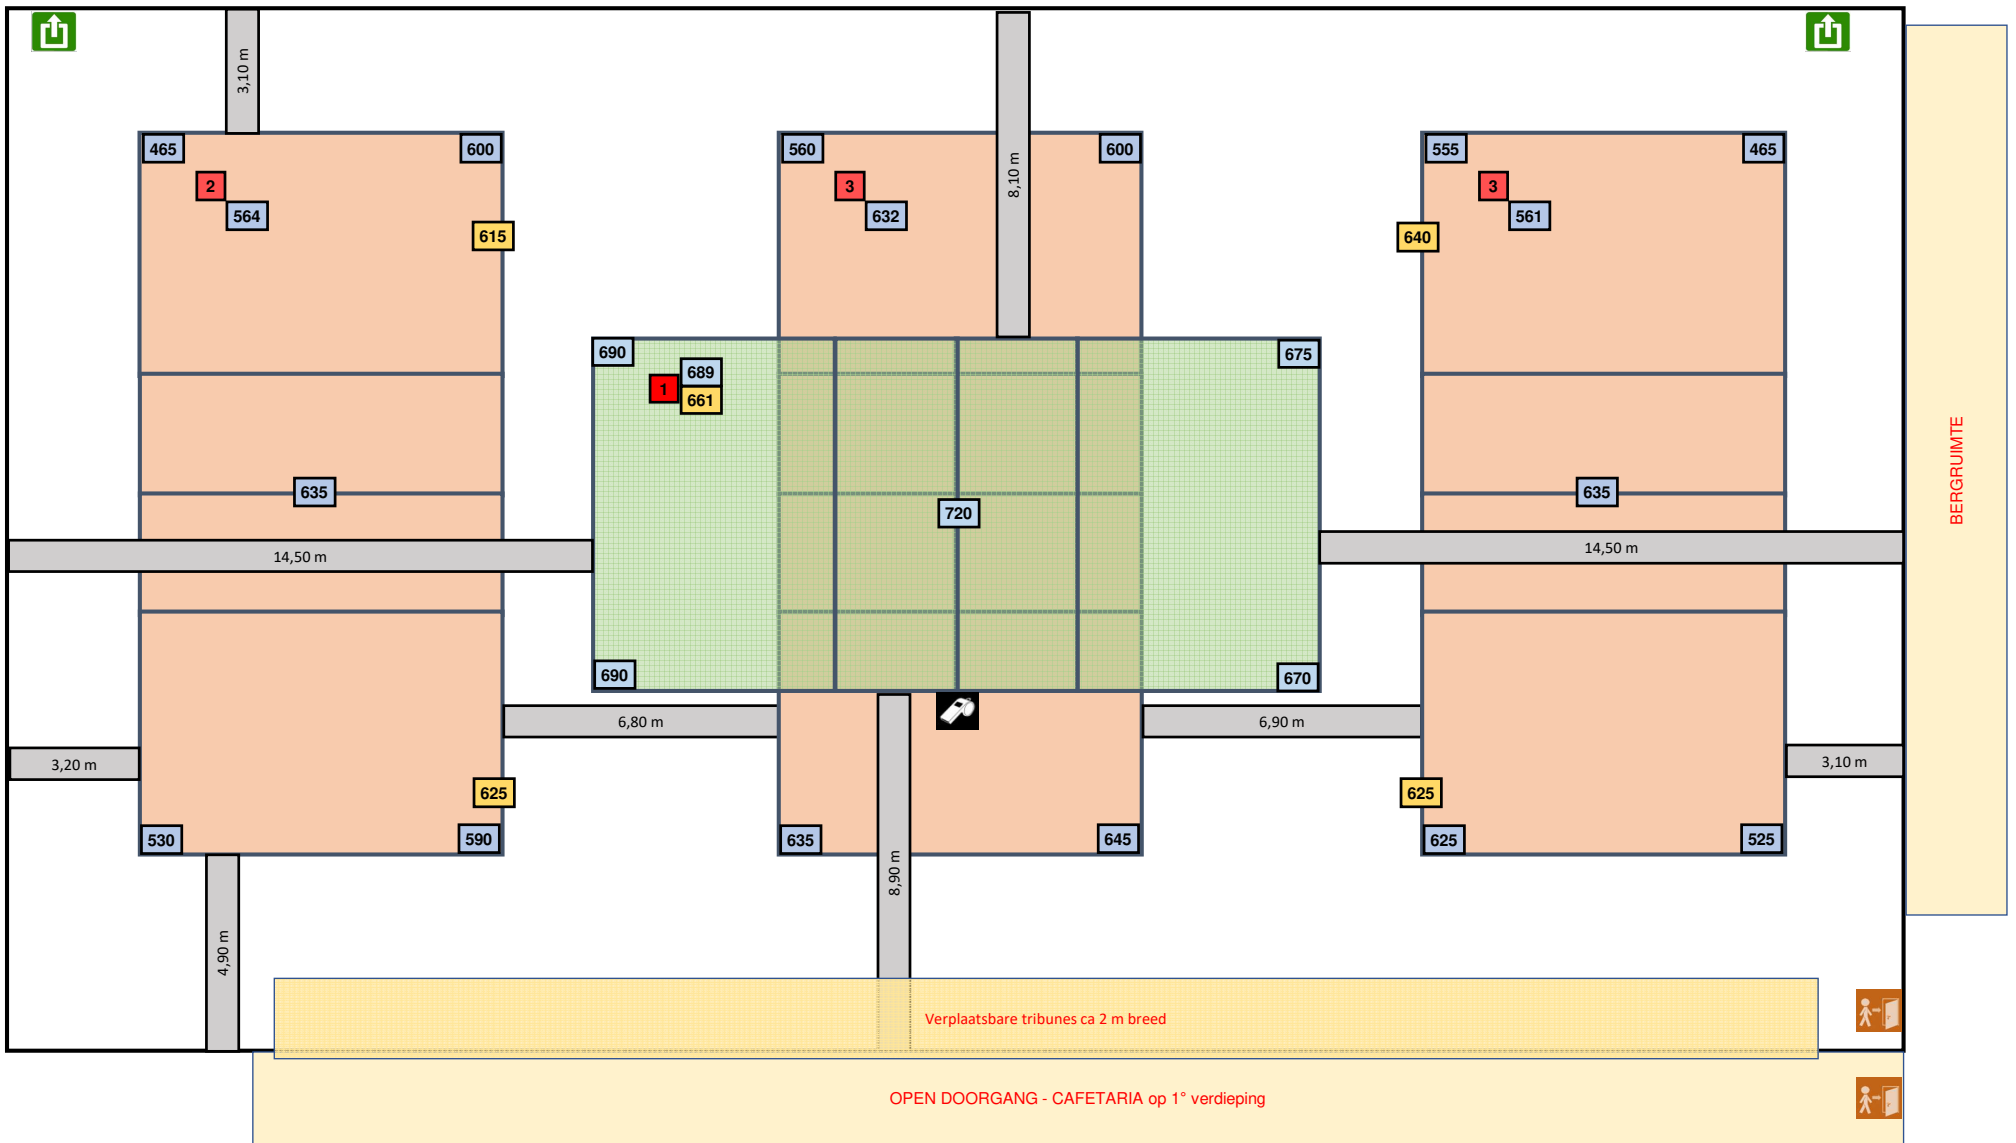 3,10 m
8,10 m
465
600
560
600
555
465
2
564
3
632
3
561
615
640
690
689
1
661
675
BERGRUIMTE
635
720
635
14,50 m
14,50 m
690
670
6,80 m
6,90 m
3,20 m
3,10 m
625
625
530
590
635
645
625
525
8,90 m
4,90 m
Verplaatsbare tribunes ca 2 m breed
OPEN DOORGANG - CAFETARIA op 1° verdieping